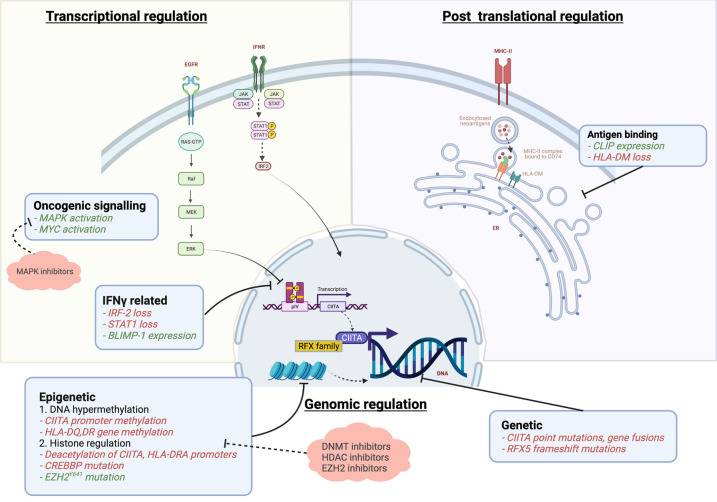 Transcriptional regulation
Post translational regulation
EGFR
IFNR
JAK
STAT
JAK
STAT
RAS-GTP
STAT1 P
STAT1 P
IRF2
Raf
MEK
ERK
MHC-II
Endocytosed
neoantigens
MHC-II complex
bound to CD74
HLA-DM
ER
Antigen binding
- CLIP expression
- HLA-DM loss
Oncogenic signalling
- MAPK activation
- MYC activation
MAPK inhibitors
IFNγ related
- IRF-2 loss
- STAT1 loss
- BLIMP-1 expression
Transcription
pIV
CIITA
CIITA
RFX family
DNA
Genomic regulation
Epigenetic
1. DNA hypermethylation
- CIITA promoter methylation
- HLA-DQ,DR gene methylation
2. Histone regulation
- Deacetylation of CIITA, HLA-DRA promoters
- CREBBP mutation
- EZH2Y641 mutation
DNMT inhibitors
HDAC inhibitors
EZH2 inhibitors
Genetic
- CIITA point mutations, gene fusions
- RFX5 frameshift mutations